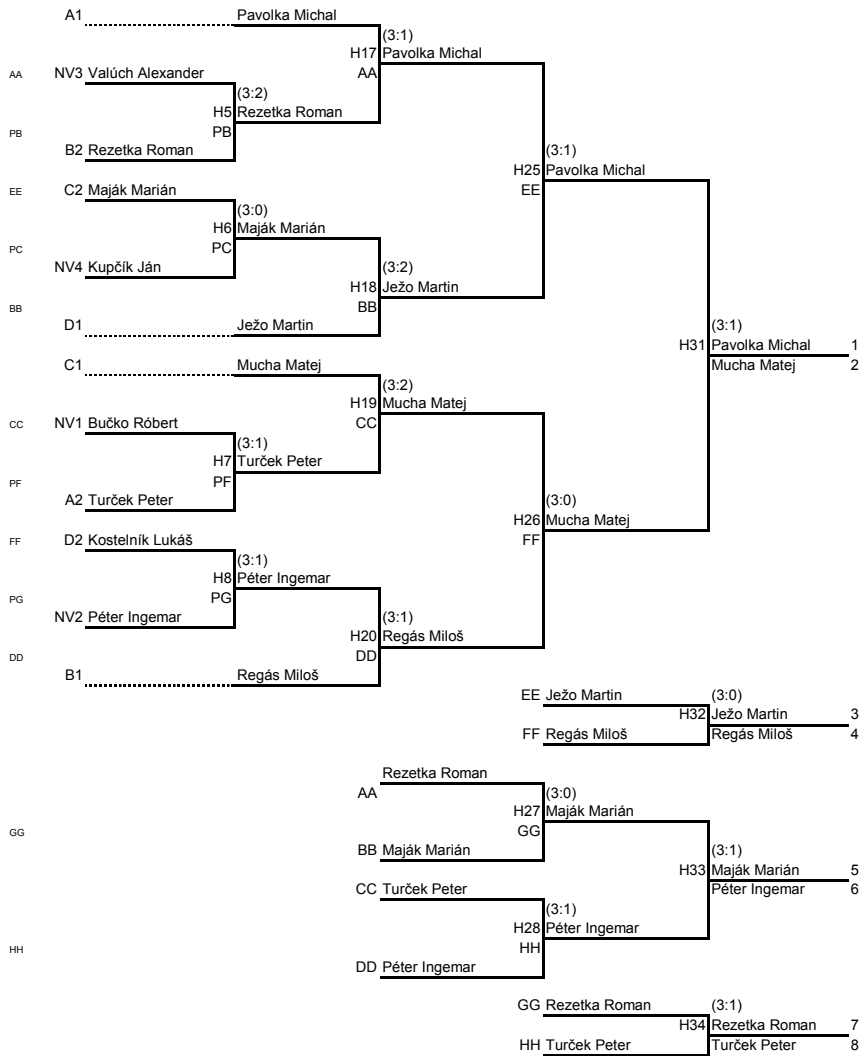 A1 Pavolka Michal
(3:1)
H17 Pavolka Michal
AA NV3 Valúch Alexander AA
(3:2)
H5 Rezetka Roman
PB PB
B2 Rezetka Roman (3:1)
H25 Pavolka Michal
EE C2 Maják Marián EE
(3:0)
H6 Maják Marián
PC PC
NV4 Kupčík Ján (3:2)
H18 Ježo Martin
BB BB
D1 Ježo Martin (3:1)
H31 Pavolka Michal 1
C1 Mucha Matej Mucha Matej 2
(3:2)
H19 Mucha Matej
CC NV1 Bučko Róbert CC
(3:1)
H7 Turček Peter
PF PF
A2 Turček Peter (3:0)
H26 Mucha Matej
FF D2 Kostelník Lukáš FF
(3:1)
H8 Péter Ingemar
PG PG
NV2 Péter Ingemar (3:1)
H20 Regás Miloš
DD DD
B1 Regás Miloš
EE Ježo Martin (3:0)
H32 Ježo Martin 3
FF Regás Miloš Regás Miloš 4
Rezetka Roman
AA (3:0)
H27 Maják Marián
GG GG
BB Maják Marián (3:1)
H33 Maják Marián 5
CC Turček Peter Péter Ingemar 6
(3:1)
H28 Péter Ingemar
HH HH
DD Péter Ingemar
GG Rezetka Roman (3:1)
H34 Rezetka Roman 7
HH Turček Peter Turček Peter 8